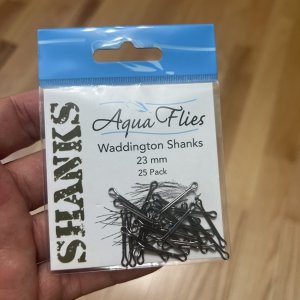 SHANKS
Aqua Flies
Waddington Shanks
23 mm
25 Pack